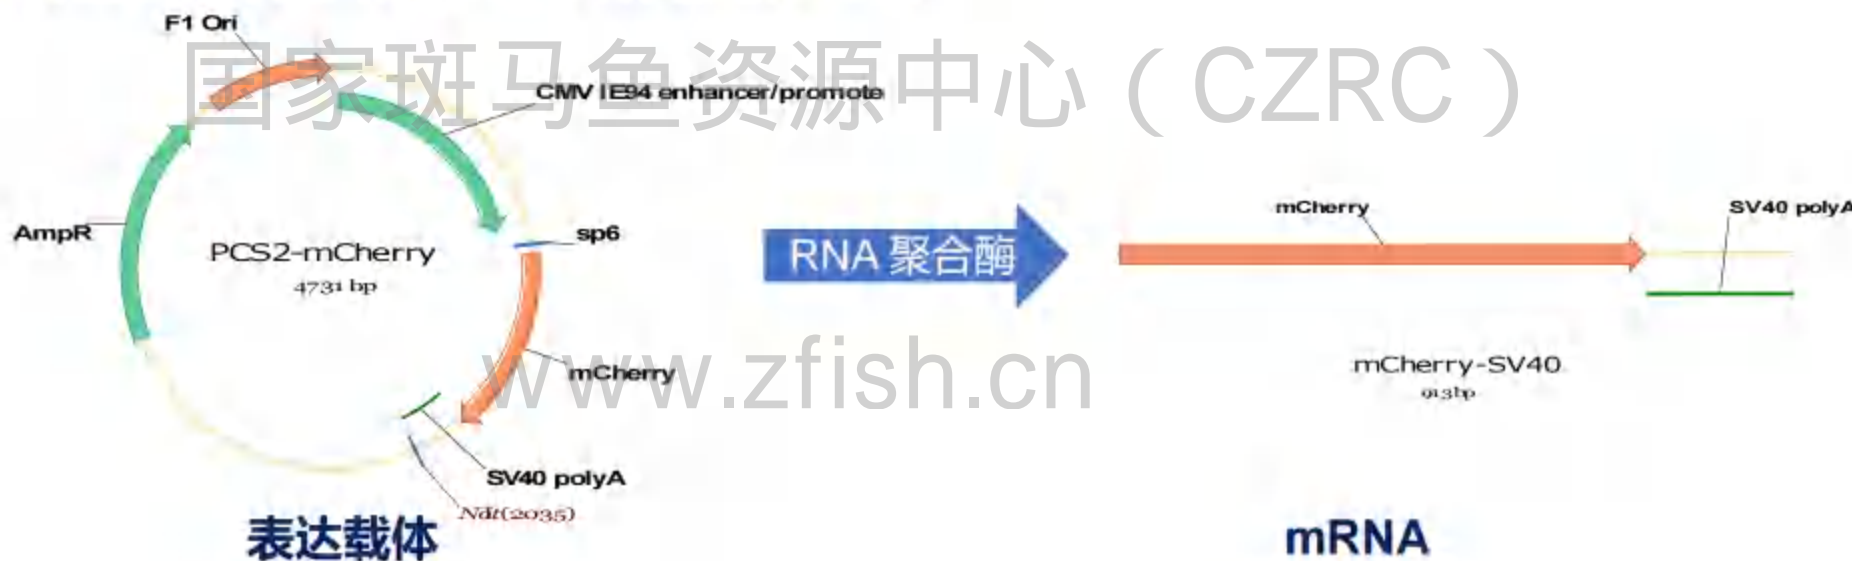 F1 Ori
国家斑马鱼资源中心（CZRC）
CMV IE94 enhancer/promote
AmpR
sp6
PCS2-mCherry
4731 bp
RNA 聚合酶
mCherry
SV40 polyA
www.zfish.cn
mCherry
mCherry-SV40
913bp
SV40 polyA
(2035)
表达载体
mRNA